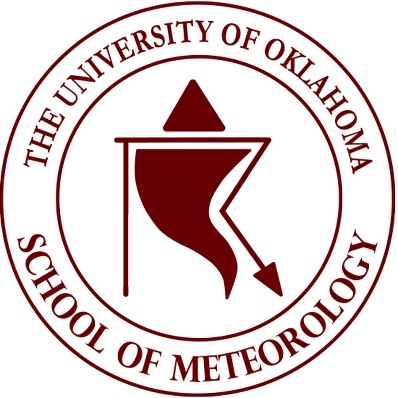 THE UNIVERSITY OF OKLAHOMA
SCHOOL OF METEOROLOGY